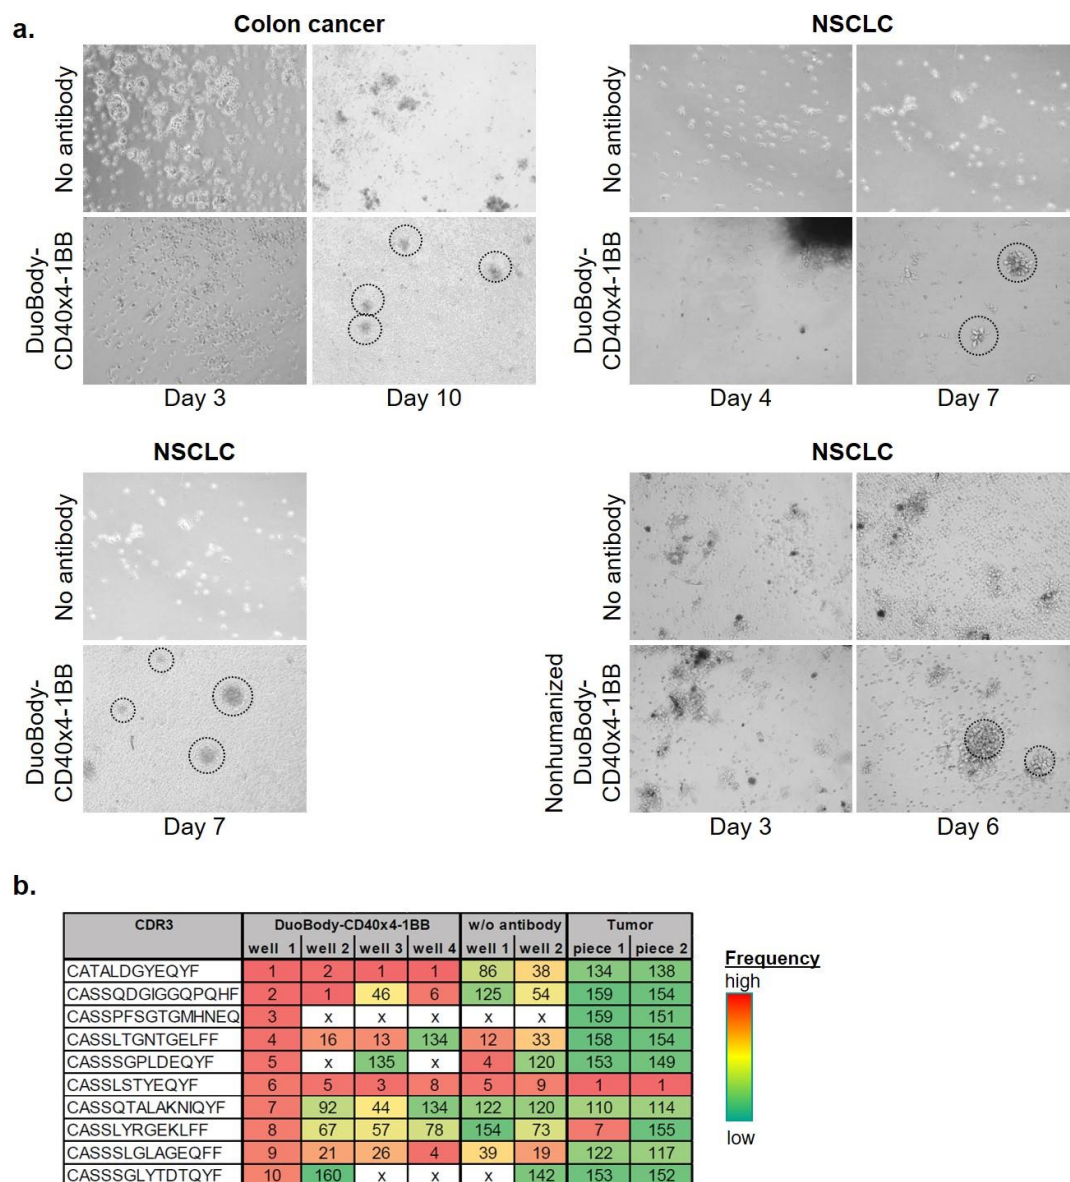 a.
Colon cancer
No antibody
DuoBody-
CD40x4-1BB
Day 3 Day 10
NSCLC
No antibody
DuoBody-
CD40x4-1BB
Day 4 Day 7
NSCLC
No antibody
DuoBody-
CD40x4-1BB
Day 7
NSCLC
No antibody
Nonhumanized
DuoBody-
CD40x4-1BB
Day 3 Day 6
b.
CDR3 DuoBody-CD40x4-1BB w/o antibody Tumor
well 1 well 2 well 3 well 4 well 1 well 2 piece 1 piece 2
CATALDGYEQYF 1 2 1 1 86 38 134 138
CASSQDGIGGQPQHF 2 1 46 6 125 54 159 154
CASSPFSGTGMHNEQ 3 x x x x x 159 151
CASSLTGNTGELFF 4 16 13 134 12 33 158 154
CASSSGPLDEQYF 5 x 135 x 4 120 153 149
CASSLSTYEQYF 6 5 3 8 5 9 1 1
CASSQTALAKNIQYF 7 92 44 134 122 120 110 114
CASSLYRGEKLFF 8 67 57 78 154 73 7 155
CASSSLGLAGEQFF 9 21 26 4 39 19 122 117
CASSSGLYTDTQYF 10 160 x x x 142 153 152
Frequency
high
low